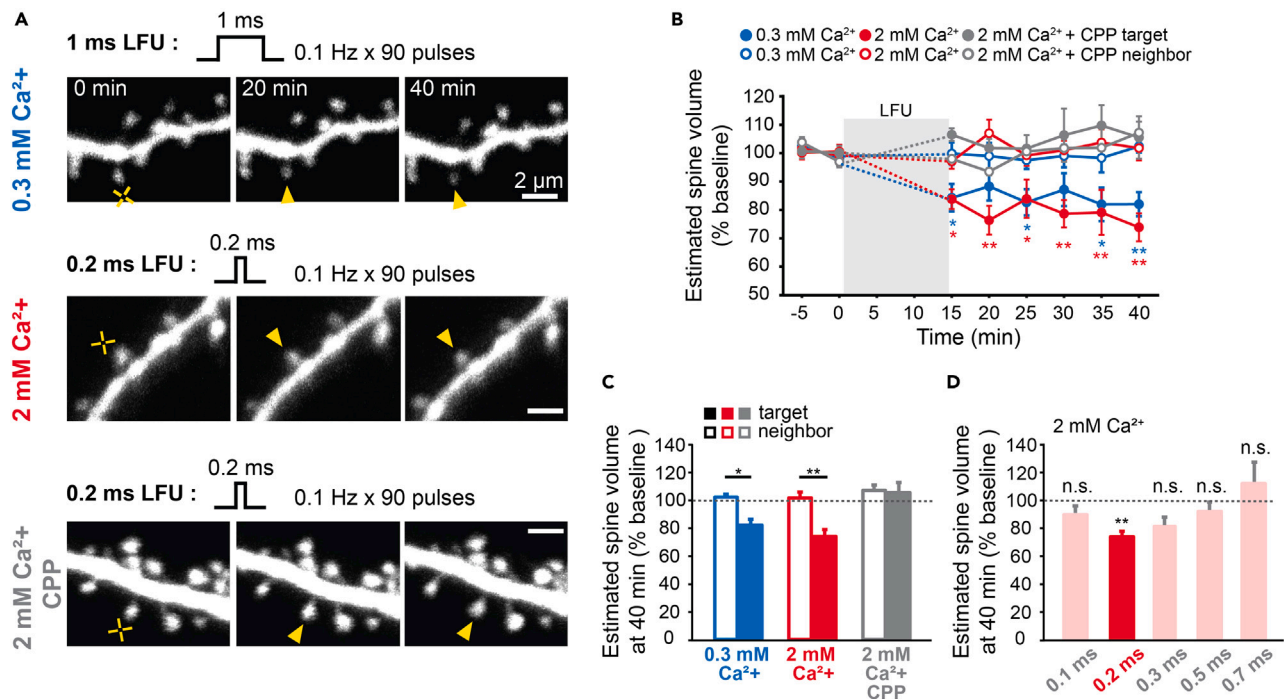 A
1 ms
1 ms LFU :
0.1 Hz x 90 pulses
0.3 mM Ca²+
0 min
20 min
40 min
2 µm
0.2 ms
0.2 ms LFU :
0.1 Hz x 90 pulses
2 mM Ca²+
0.2 ms
0.2 ms LFU :
0.1 Hz x 90 pulses
2 mM Ca²+
CPP
B
0.3 mM Ca²⁺ 2 mM Ca²⁺ 2 mM Ca²⁺ + CPP target
0.3 mM Ca²⁺ 2 mM Ca²⁺ 2 mM Ca²⁺ + CPP neighbor
Estimated spine volume
(% baseline)
120
110
100
90
80
70
60
50
LFU
* * ** * * ** * ** ** **
-5 0 5 10 15 20 25 30 35 40
Time (min)
C
target
neighbor
Estimated spine volume
at 40 min (% baseline )
140
120
100
80
60
40
20
0
* **
0.3 mM
Ca²+
2 mM
Ca²+
2 mM
Ca²+
CPP
D
2 mM Ca²⁺
Estimated spine volume
at 40 min (% baseline )
140
120
100
80
60
40
20
0
n.s. ** n.s. n.s. n.s.
0.1 ms
0.2 ms
0.3 ms
0.5 ms
0.7 ms